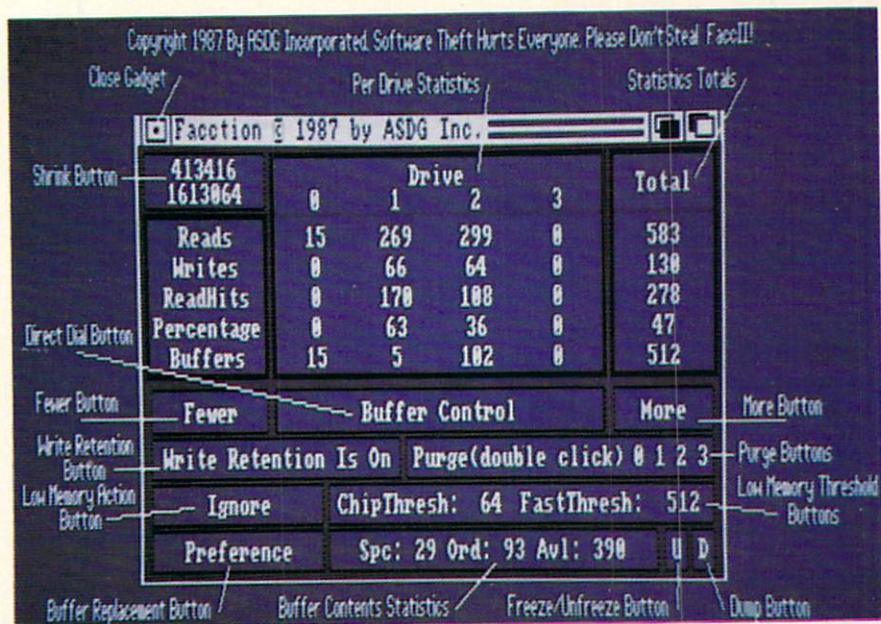 Copyright 1987 By ASDG Incorporated. Software Theft Hurts Everyone. Please Don't Steal FaccII!
Close Gadget
Per Drive Statistics
Statistics Totals
Facction © 1987 by ASDG Inc.
Shrink Button
413416
1613064
Drive
Total
0 1 2 3
Reads 15 269 299 0 583
Writes 0 66 64 0 130
ReadHits 0 170 108 0 278
Percentage 0 63 36 0 47
Buffers 15 5 102 0 512
Direct Dial Button
Fewer Button
Fewer
Buffer Control
More
More Button
Write Retention
Button
Write Retention Is On
Purge(double click) 0 1 2 3
Purge Buttons
Low Memory Action
Button
Ignore
ChipThresh: 64 FastThresh: 512
Low Memory Threshold
Buttons
Preference
Spc: 29 Ord: 93 Avl: 390
U
D
Buffer Replacement Button
Buffer Contents Statistics
Freeze/Unfreeze Button
Dump Button